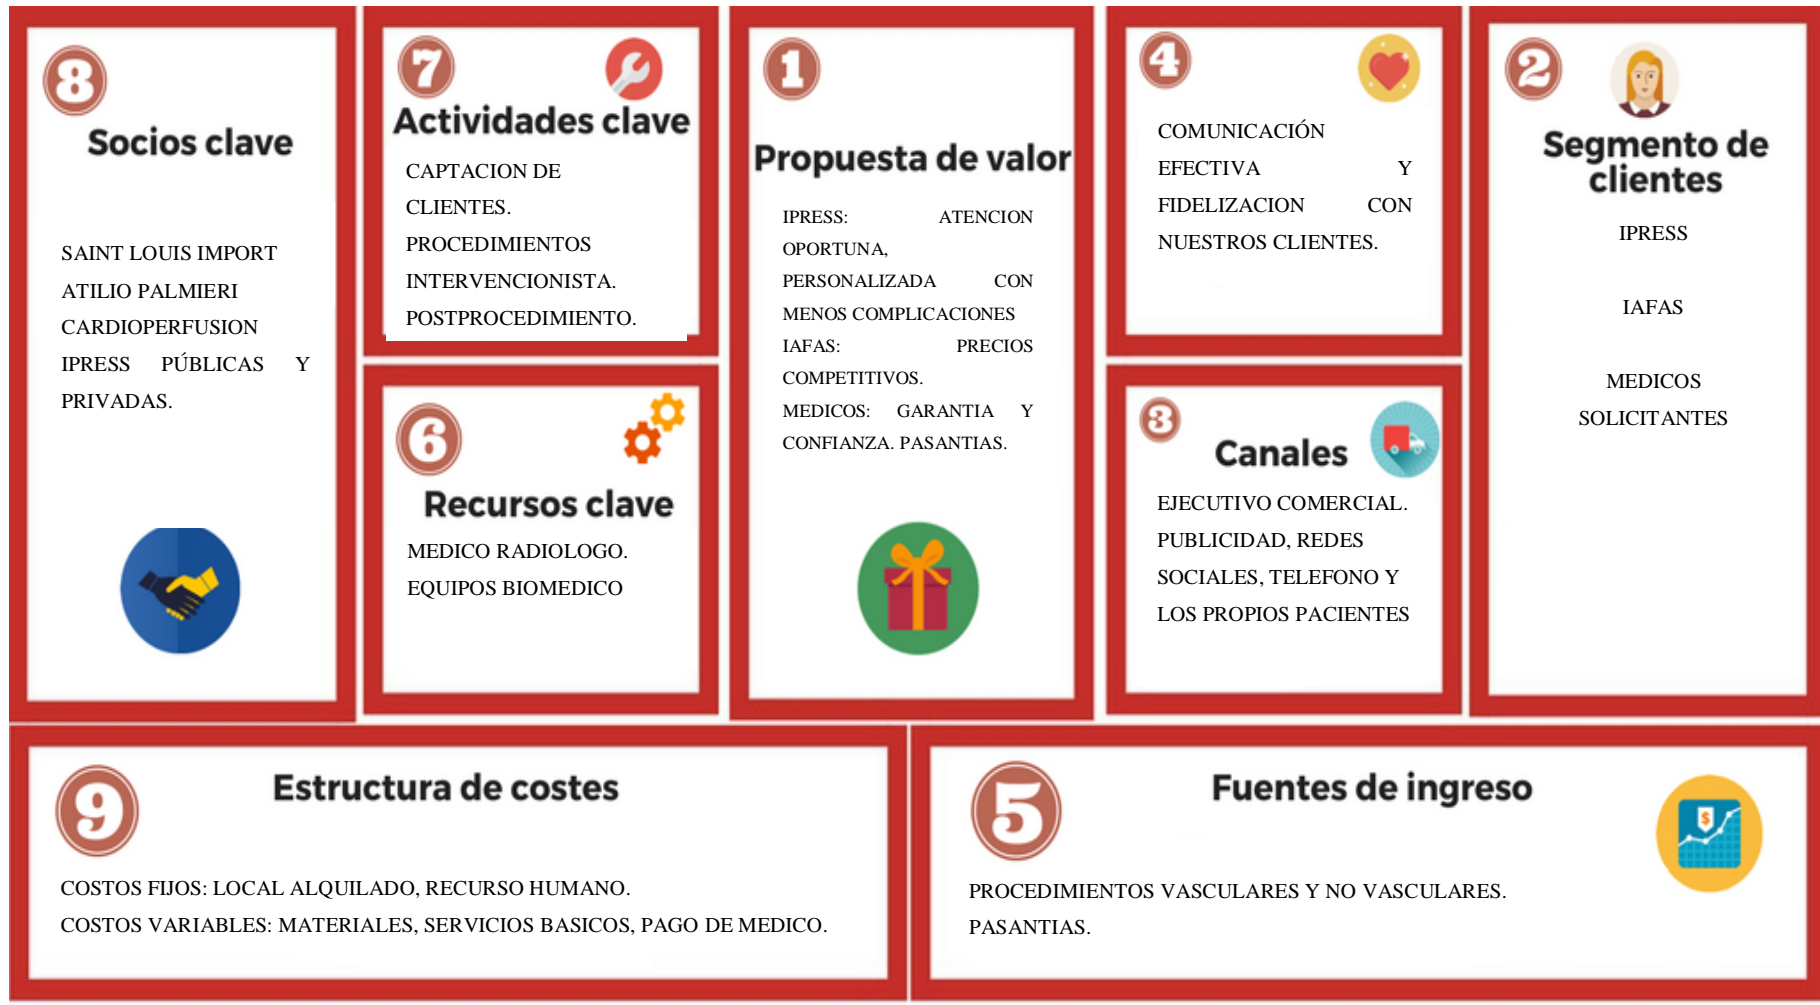 8
Socios clave
SAINT LOUIS IMPORT
ATILIO PALMIERI
CARDIOPERFUSION
IPRESS PÚBLICAS Y
PRIVADAS.
7
Actividades clave
CAPTACION DE
CLIENTES.
PROCEDIMIENTOS
INTERVENCIONISTA.
POSTPROCEDIMIENTO.
6
Recursos clave
MEDICO RADIOLOGO.
EQUIPOS BIOMEDICO
1
Propuesta de valor
IPRESS: ATENCION
OPORTUNA,
PERSONALIZADA CON
MENOS COMPLICACIONES
IAFAS: PRECIOS
COMPETITIVOS.
MEDICOS: GARANTIA Y
CONFIANZA. PASANTIAS.
4
COMUNICACIÓN
EFECTIVA Y
FIDELIZACION CON
NUESTROS CLIENTES.
3
Canales
EJECUTIVO COMERCIAL.
PUBLICIDAD, REDES
SOCIALES, TELEFONO Y
LOS PROPIOS PACIENTES
2
Segmento de
clientes
IPRESS
IAFAS
MEDICOS
SOLICITANTES
9
Estructura de costes
COSTOS FIJOS: LOCAL ALQUILADO, RECURSO HUMANO.
COSTOS VARIABLES: MATERIALES, SERVICIOS BASICOS, PAGO DE MEDICO.
5
Fuentes de ingreso
$
PROCEDIMIENTOS VASCULARES Y NO VASCULARES.
PASANTIAS.